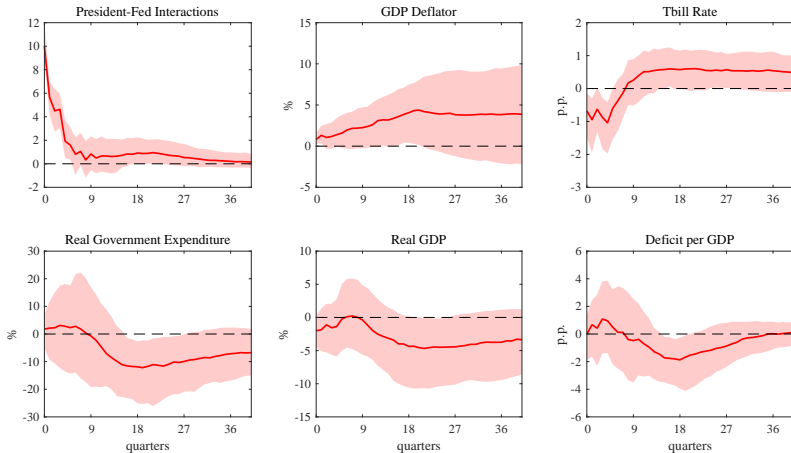 President-Fed Interactions
12
10
8
6
4
2
0
-2
0 9 18 27 36
GDP Deflator
%
15
10
5
0
-5
0 9 18 27 36
Tbill Rate
p.p.
2
1
0
-1
-2
-3
0 9 18 27 36
Real Government Expenditure
%
30
20
10
0
-10
-20
-30
0 9 18 27 36
quarters
Real GDP
%
10
5
0
-5
-10
-15
0 9 18 27 36
quarters
Deficit per GDP
p.p.
6
4
2
0
-2
-4
-6
0 9 18 27 36
quarters